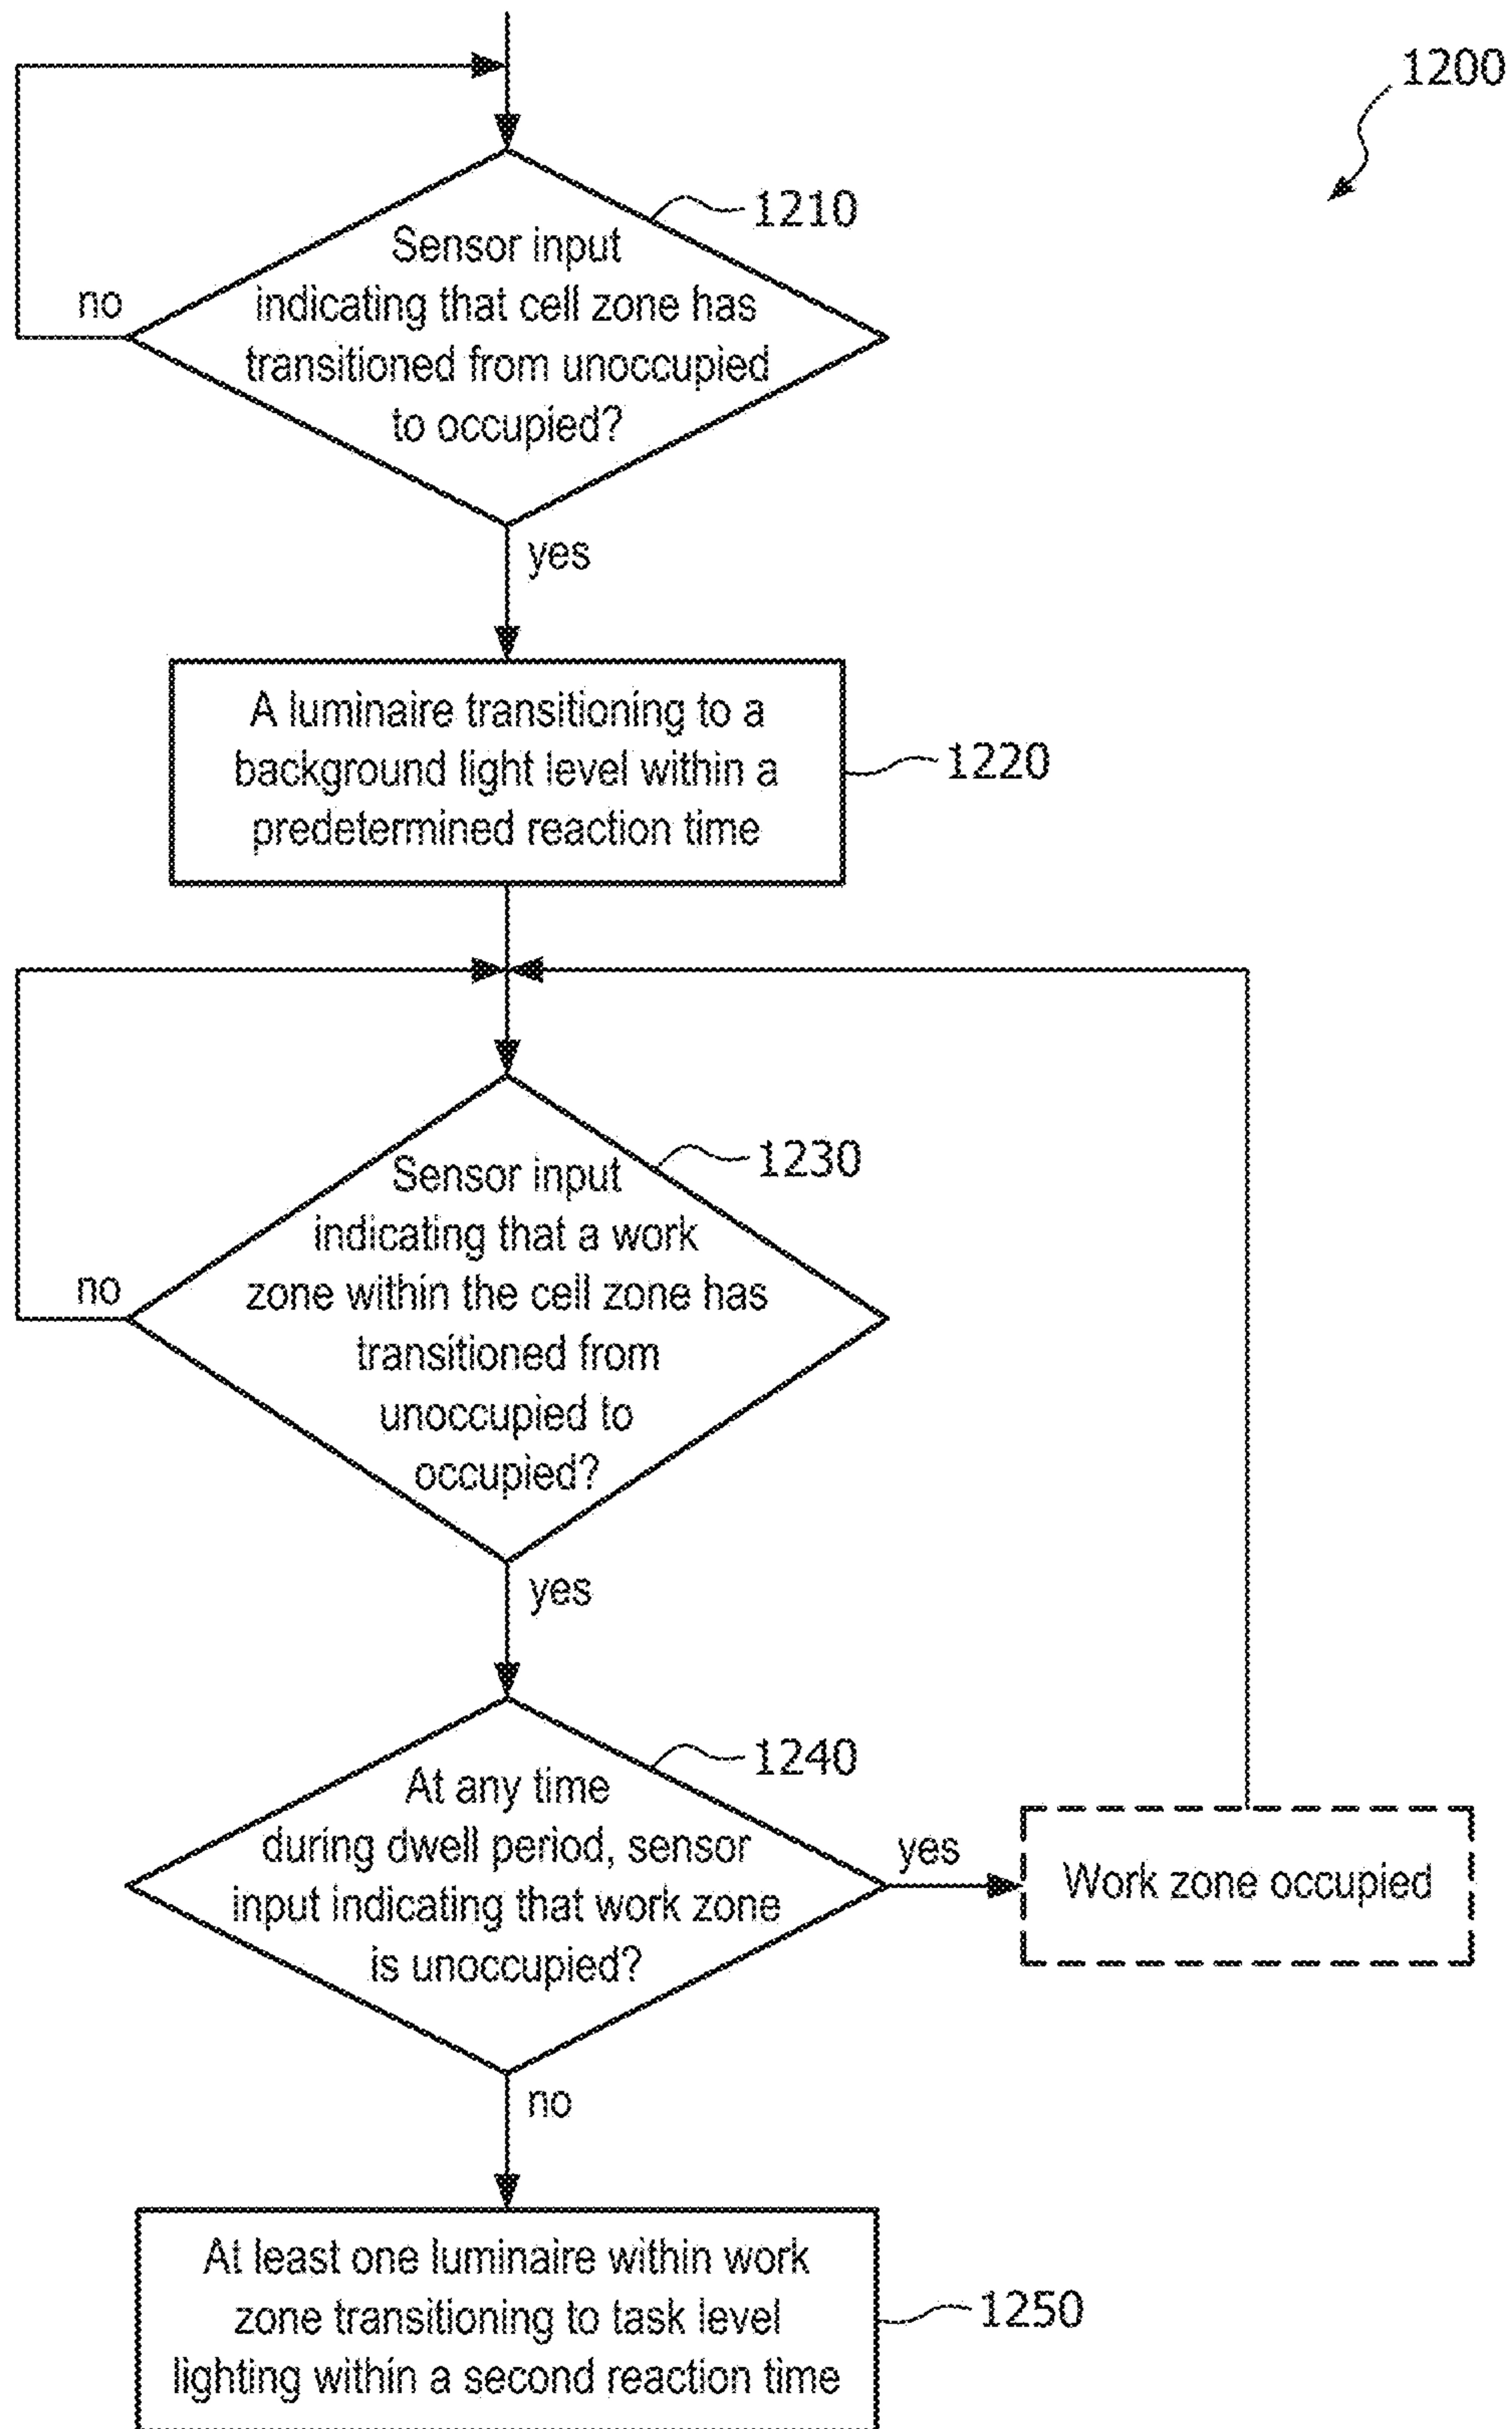 1200
1210
Sensor input
indicating that cell zone has
transitioned from unoccupied
to occupied?
no
yes
A luminaire transitioning to a
background light level within a
predetermined reaction time
1220
1230
Sensor input
indicating that a work
zone within the cell zone has
transitioned from
unoccupied to
occupied?
no
yes
1240
At any time
during dwell period, sensor
input indicating that work zone
is unoccupied?
yes
Work zone occupied
no
At least one luminaire within work
zone transitioning to task level
lighting within a second reaction time
1250